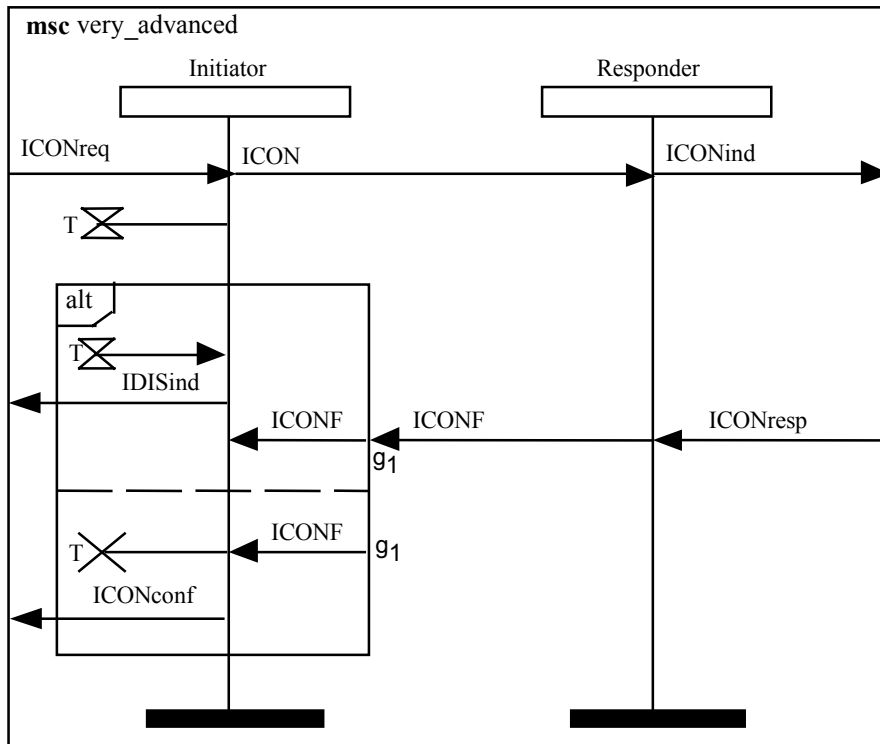 msc very_advanced
Initiator
Responder
ICONreq
ICON
ICONind
T
alt
T
IDISind
ICONF
ICONF
ICONresp
g1
ICONF
T
g1
ICONconf